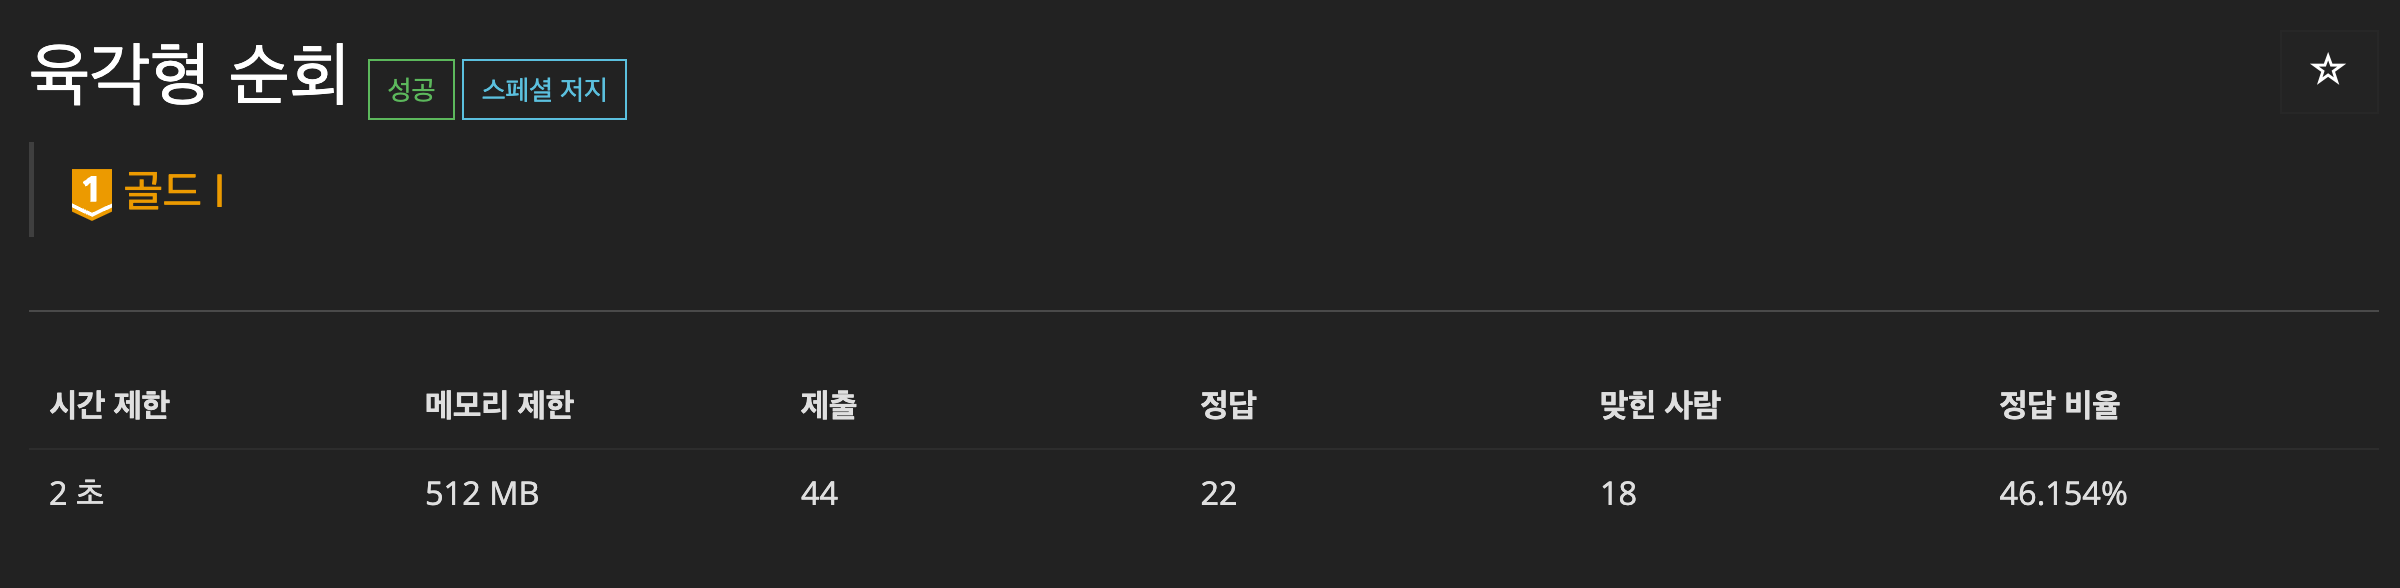 육각형 순회 성공 스페셜 저지
1 골드 I
시간 제한 메모리 제한 제출 정답 맞힌 사람 정답 비율
2 초 512 MB 44 22 18 46.154%